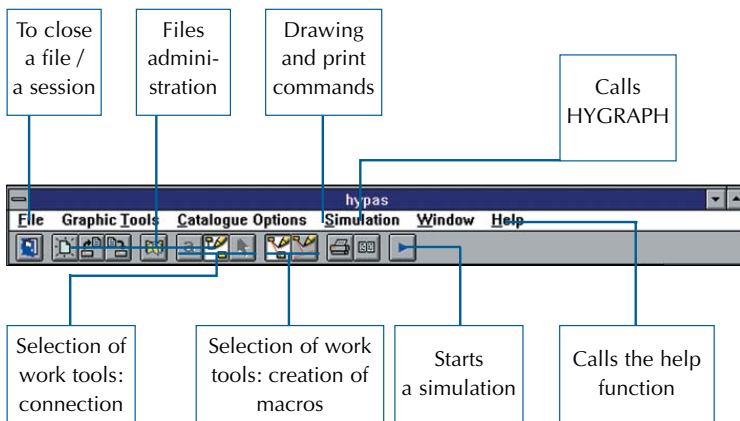 To close
a file /
a session
Files
admini-
stration
Drawing
and print
commands
Calls
HYGRAPH
hypas
File Graphic Tools Catalogue Options Simulation Window Help
a
Selection of
work tools:
connection
Selection of work
tools: creation of
macros
Starts
a simulation
Calls the help
function